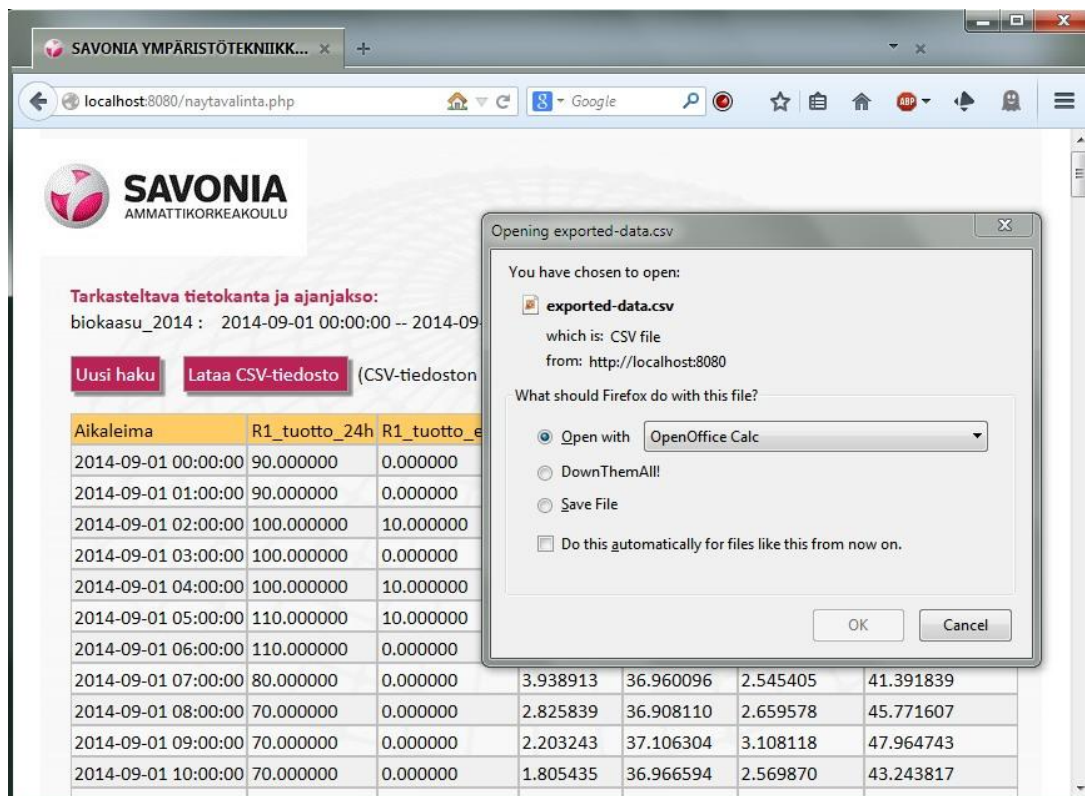 SAVONIA YMPÄRISTÖTEKNIIKK...
localhost:8080/naytavalinta.php
8 Google
ABP
SAVONIA
AMMATTIKORKEAKOULU
Tarkasteltava tietokanta ja ajanjakso:
biokaasu_2014 : 2014-09-01 00:00:00 -- 2014-09-
Uusi haku Lataa CSV-tiedosto (CSV-tiedoston
Aikaleima R1_tuotto_24h R1_tuotto_e
2014-09-01 00:00:00 90.000000 0.000000
2014-09-01 01:00:00 90.000000 0.000000
2014-09-01 02:00:00 100.000000 10.000000
2014-09-01 03:00:00 100.000000 0.000000
2014-09-01 04:00:00 100.000000 10.000000
2014-09-01 05:00:00 110.000000 10.000000
2014-09-01 06:00:00 110.000000 0.000000
2014-09-01 07:00:00 80.000000 0.000000 3.938913 36.960096 2.545405 41.391839
2014-09-01 08:00:00 70.000000 0.000000 2.825839 36.908110 2.659578 45.771607
2014-09-01 09:00:00 70.000000 0.000000 2.203243 37.106304 3.108118 47.964743
2014-09-01 10:00:00 70.000000 0.000000 1.805435 36.966594 2.569870 43.243817
Opening exported-data.csv
You have chosen to open:
exported-data.csv
which is: CSV file
from: http://localhost:8080
What should Firefox do with this file?
Open with OpenOffice Calc
DownThemAll!
Save File
Do this automatically for files like this from now on.
OK Cancel